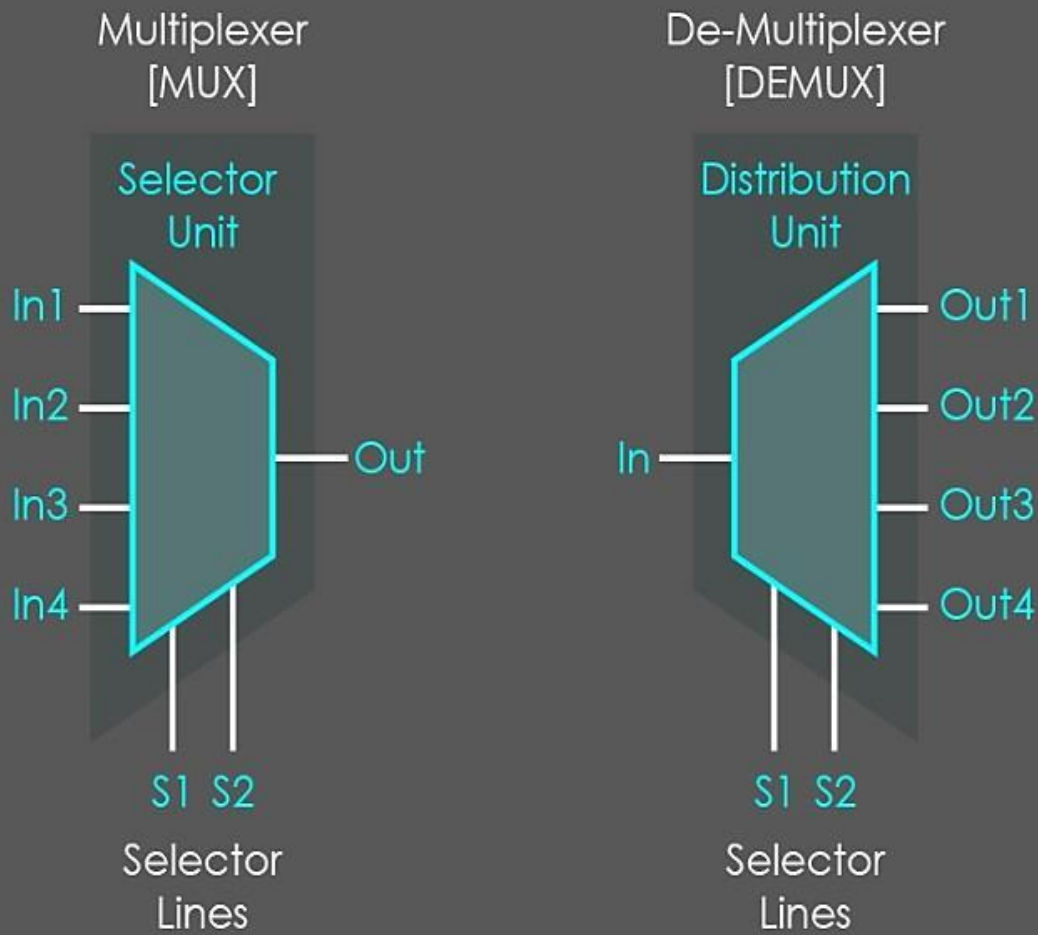 Multiplexer
[MUX]
Selector
Unit
In1
In2
In3
In4
Out
S1 S2
Selector
Lines
De-Multiplexer
[DEMUX]
Distribution
Unit
In
Out1
Out2
Out3
Out4
S1 S2
Selector
Lines